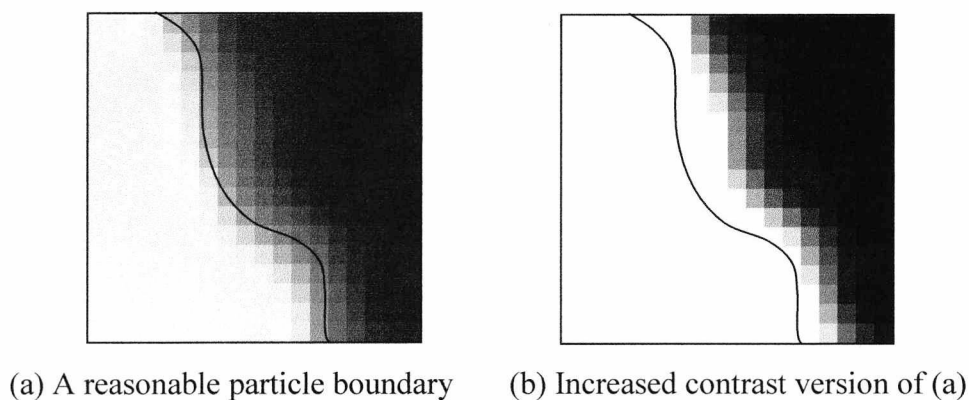 (a) A reasonable particle boundary
(b) Increased contrast version of (a)